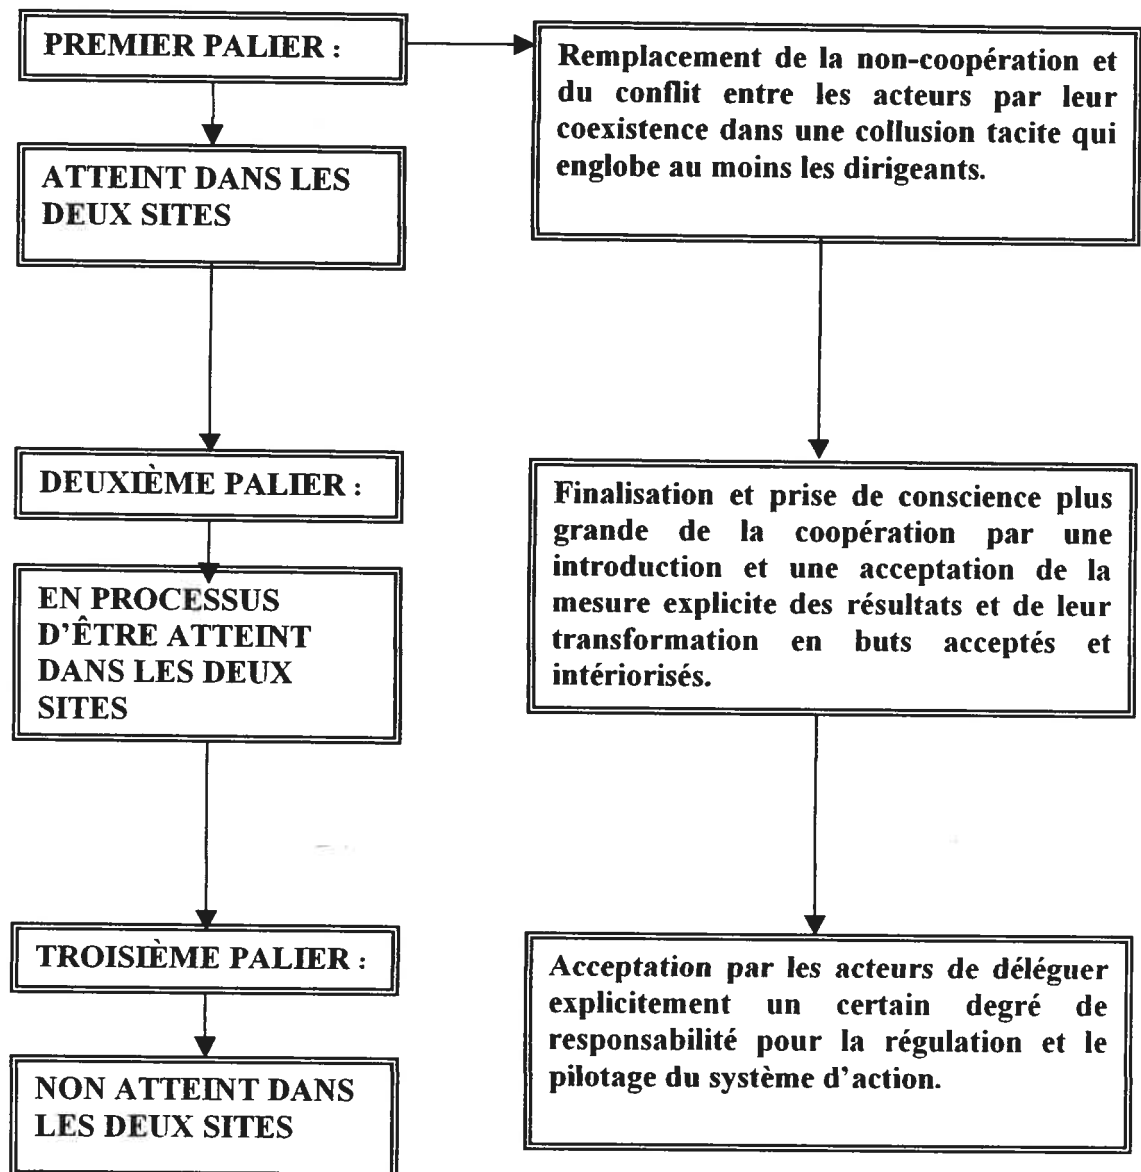 PREMIER PALIER :
Remplacement de la non-coopération et
du conflit entre les acteurs par leur
coexistence dans une collusion tacite qui
englobe au moins les dirigeants.
ATTEINT DANS LES
DEUX SITES
DEUXIÈME PALIER :
Finalisation et prise de conscience plus
grande de la coopération par une
introduction et une acceptation de la
mesure explicite des résultats et de leur
transformation en buts acceptés et
intériorisés.
EN PROCESSUS
D'ÊTRE ATTEINT
DANS LES DEUX
SITES
TROISIÈME PALIER :
Acceptation par les acteurs de déléguer
explicitement un certain degré de
responsabilité pour la régulation et le
pilotage du système d'action.
NON ATTEINT DANS
LES DEUX SITES